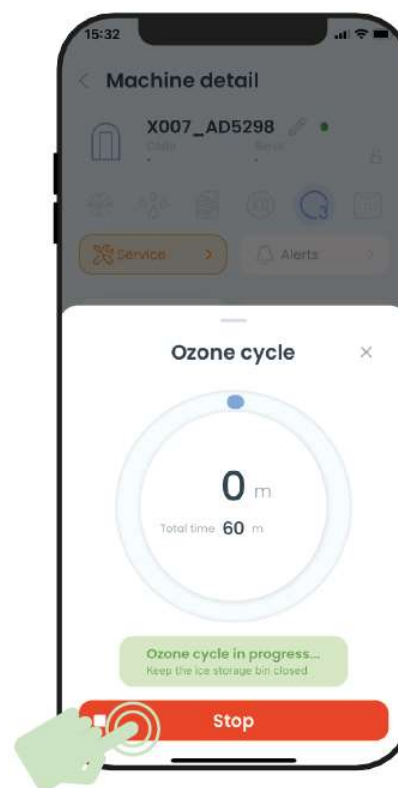 15:32
Machine detail
X007_AD5298
Code
- -
Service
Alerts
Ozone cycle
0 m
Total time 60 m
Ozone cycle in progress...
Keep the ice storage bin closed
Stop